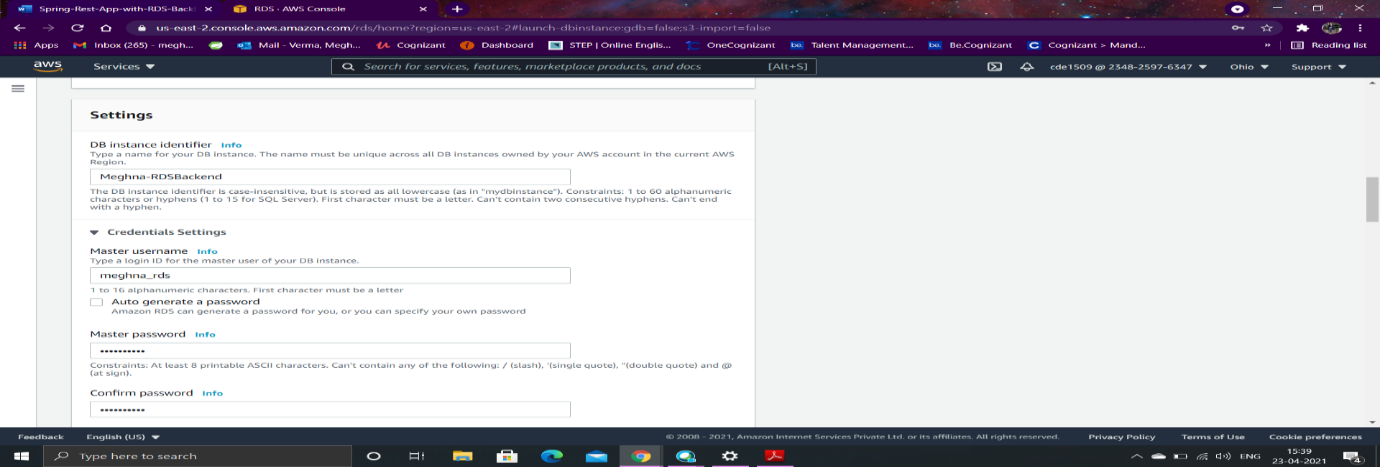 Spring-Rest-App-with-RDS-Back
RDS · AWS Console
us-east-2.console.aws.amazon.com/rds/home?region=us-east-2#launch-dbinstance:gdb=false;s3-import=false
Apps
Inbox (265) - megh...
Mail - Verma, Megh...
Cognizant
Dashboard
STEP | Online Englis...
OneCognizant
Talent Management...
Be.Cognizant
Cognizant > Mand...
»
Reading list
aws
Services
Search for services, features, marketplace products, and docs
[Alt+S]
cde1509 @ 2348-2597-6347
Ohio
Support
Settings
DB instance identifier Info
Type a name for your DB instance. The name must be unique across all DB instances owned by your AWS account in the current AWS
Region.
Meghna-RDSBackend
The DB instance identifier is case-insensitive, but is stored as all lowercase (as in "mydbinstance"). Constraints: 1 to 60 alphanumeric
characters or hyphens (1 to 15 for SQL Server). First character must be a letter. Can't contain two consecutive hyphens. Can't end
with a hyphen.
Credentials Settings
Master username Info
Type a login ID for the master user of your DB instance.
meghna_rds
1 to 16 alphanumeric characters. First character must be a letter
Auto generate a password
Amazon RDS can generate a password for you, or you can specify your own password
Master password Info
••••••••••
Constraints: At least 8 printable ASCII characters. Can't contain any of the following: / (slash), '(single quote), "(double quote) and @
(at sign).
Confirm password Info
••••••••••
Feedback
English (US)
© 2008 - 2021, Amazon Internet Services Private Ltd. or its affiliates. All rights reserved.
Privacy Policy
Terms of Use
Cookie preferences
Type here to search
ENG
15:39
23-04-2021
4